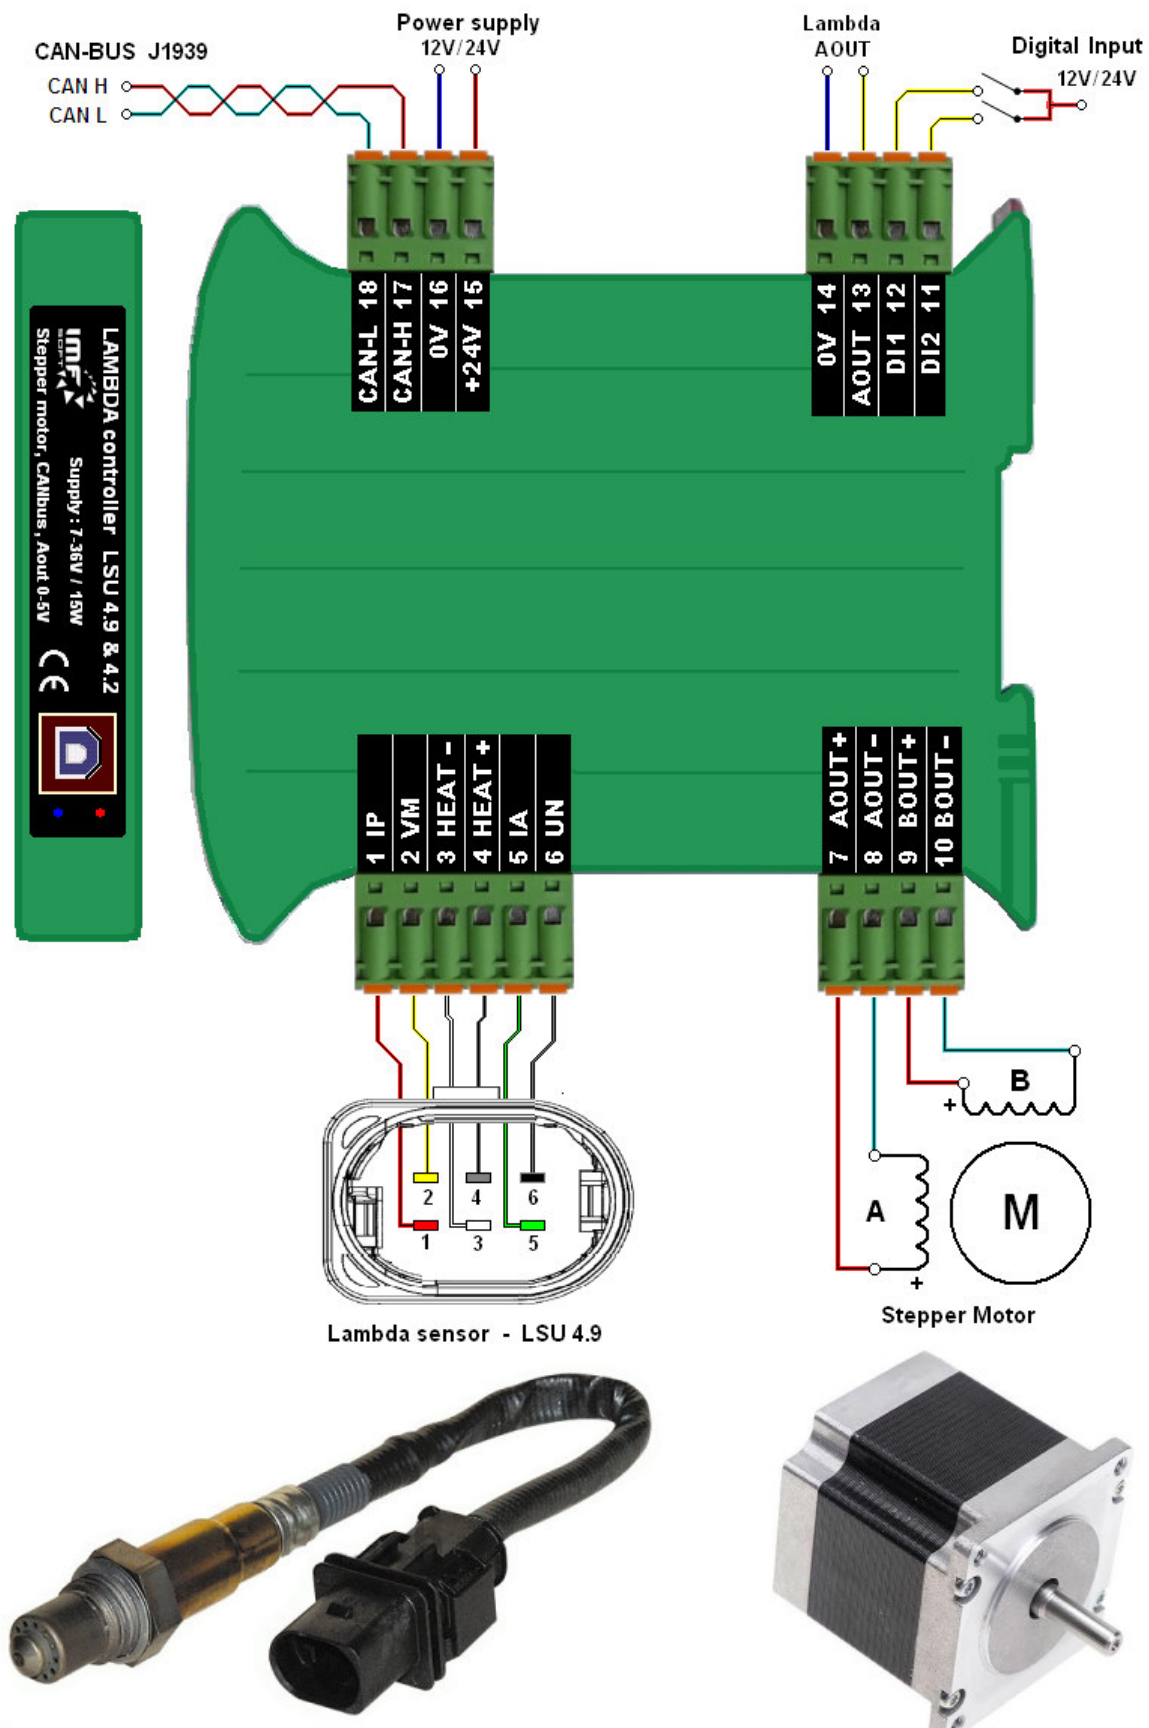 Power supply
12V/24V
CAN-BUS J1939
CAN H
CAN L
Lambda
AOUT
Digital Input
12V/24V
CAN-L 18
CAN-H 17
0V 16
+24V 15
0V 14
AOUT 13
DI1 12
DI2 11
LAMBDA controller LSU 4.9 & 4.2
IMF
SOFT
Supply : 7-36V / 15W
Stepper motor, CANbus , Aout 0-5V
CE
1 IP
2 VM
3 HEAT -
4 HEAT +
5 IA
6 UN
7 AOUT+
8 AOUT-
9 BOUT+
10 BOUT-
2 4 6
1 3 5
B
+
A
+
M
Stepper Motor
Lambda sensor - LSU 4.9